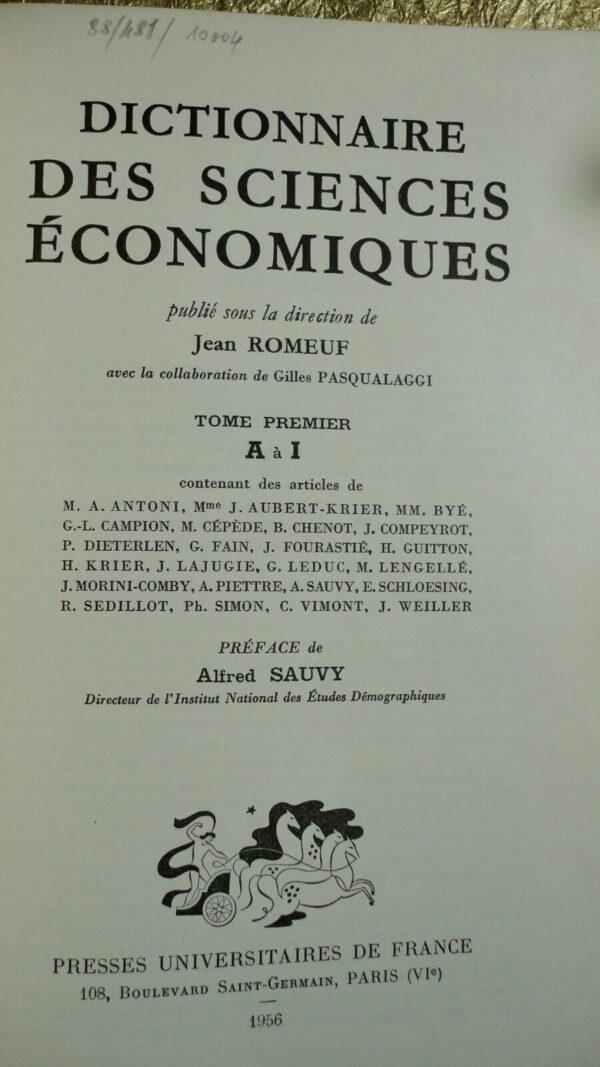 88/481/ 10004
DICTIONNAIRE
DES SCIENCES
ÉCONOMIQUES
publié sous la direction de
Jean ROMEUF
avec la collaboration de Gilles PASQUALAGGI
TOME PREMIER
A à I
contenant des articles de
M. A. ANTONI, Mme J. AUBERT-KRIER, MM. BYÉ,
G.-L. CAMPION, M. CÉPÈDE, B. CHENOT, J. COMPEYROT,
P. DIETERLEN, G. FAIN, J. FOURASTIÉ, H. GUITTON,
H. KRIER, J. LAJUGIE, G. LEDUC, M. LENGELLÉ,
J. MORINI-COMBY, A. PIETTRE, A. SAUVY, E. SCHLOESING,
R. SEDILLOT, Ph. SIMON, C. VIMONT, J. WEILLER
PRÉFACE de
Alfred SAUVY
Directeur de l'Institut National des Études Démographiques
PRESSES UNIVERSITAIRES DE FRANCE
108, BOULEVARD SAINT-GERMAIN, PARIS (VIe)
1956